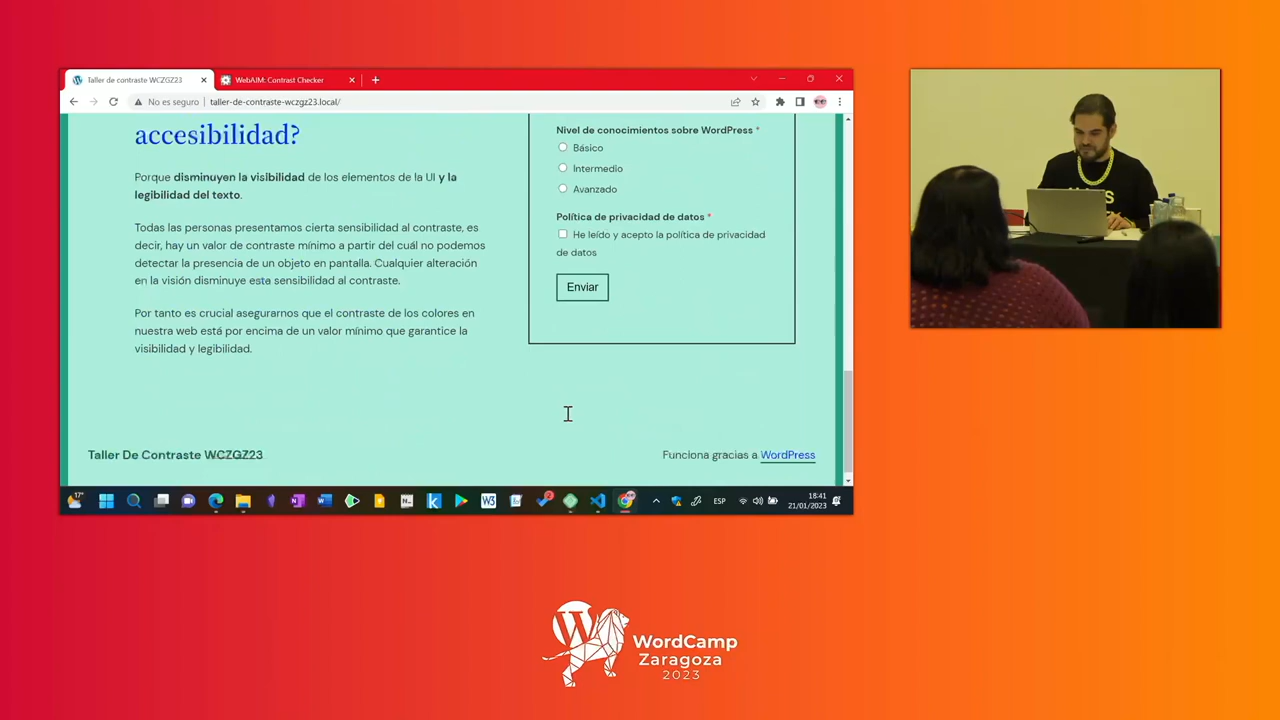 Taller de contraste WCZGZ23
WebAIM: Contrast Checker
No es seguro
taller-de-contraste-wczgz23.local/
accesibilidad?
Porque disminuyen la visibilidad de los elementos de la UI y la
legibilidad del texto.
Todas las personas presentamos cierta sensibilidad al contraste, es
decir, hay un valor de contraste mínimo a partir del cuál no podemos
detectar la presencia de un objeto en pantalla. Cualquier alteración
en la visión disminuye esta sensibilidad al contraste.
Por tanto es crucial asegurarnos que el contraste de los colores en
nuestra web está por encima de un valor mínimo que garantice la
visibilidad y legibilidad.
Nivel de conocimientos sobre WordPress *
Básico
Intermedio
Avanzado
Política de privacidad de datos *
He leído y acepto la política de privacidad
de datos
Enviar
Taller De Contraste WCZGZ23
Funciona gracias a WordPress
17°
2
ESP
18:41
21/01/2023
WordCamp
Zaragoza
2023